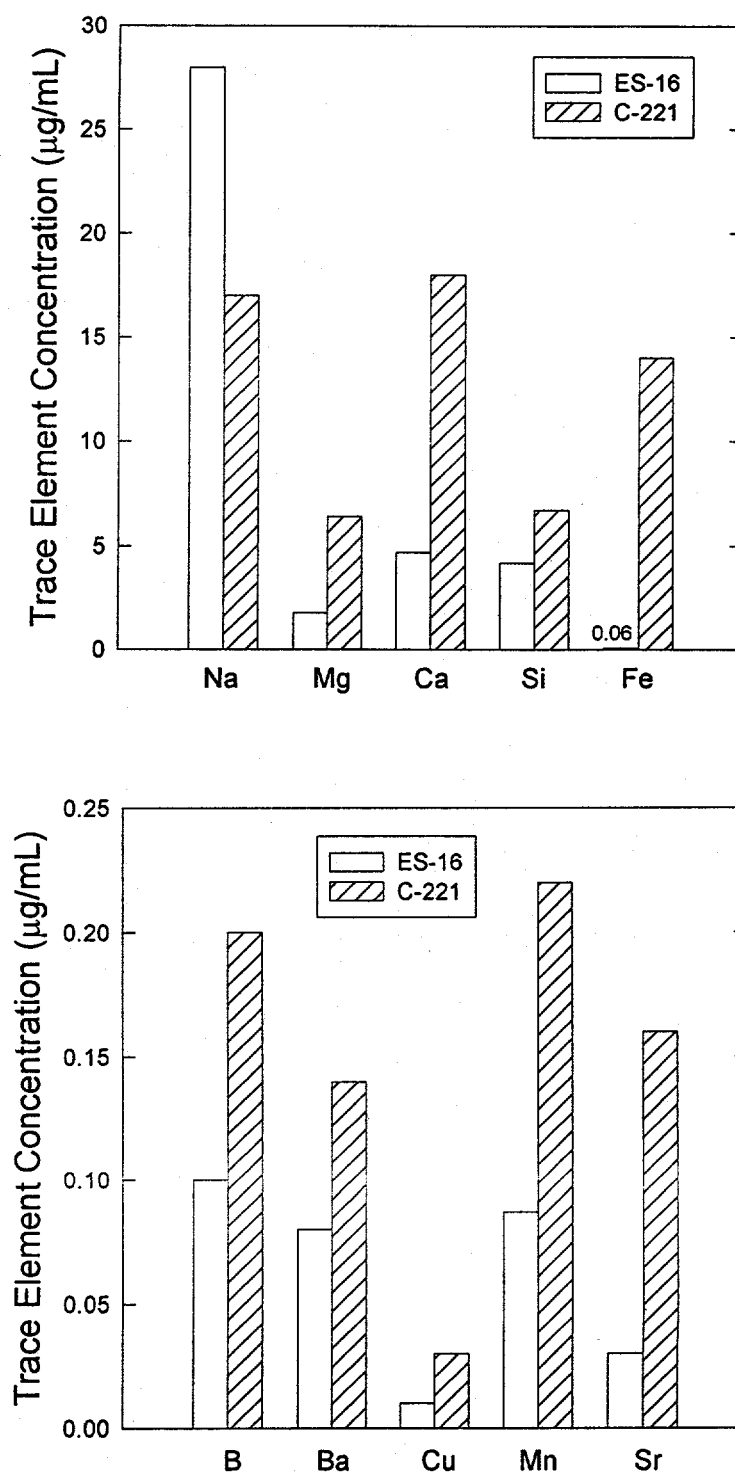 Trace Element Concentration (μg/mL)
30
25
20
15
10
5
0
ES-16
C-221
0.06
Na Mg Ca Si Fe
Trace Element Concentration (μg/mL)
0.25
0.20
0.15
0.10
0.05
0.00
ES-16
C-221
B Ba Cu Mn Sr